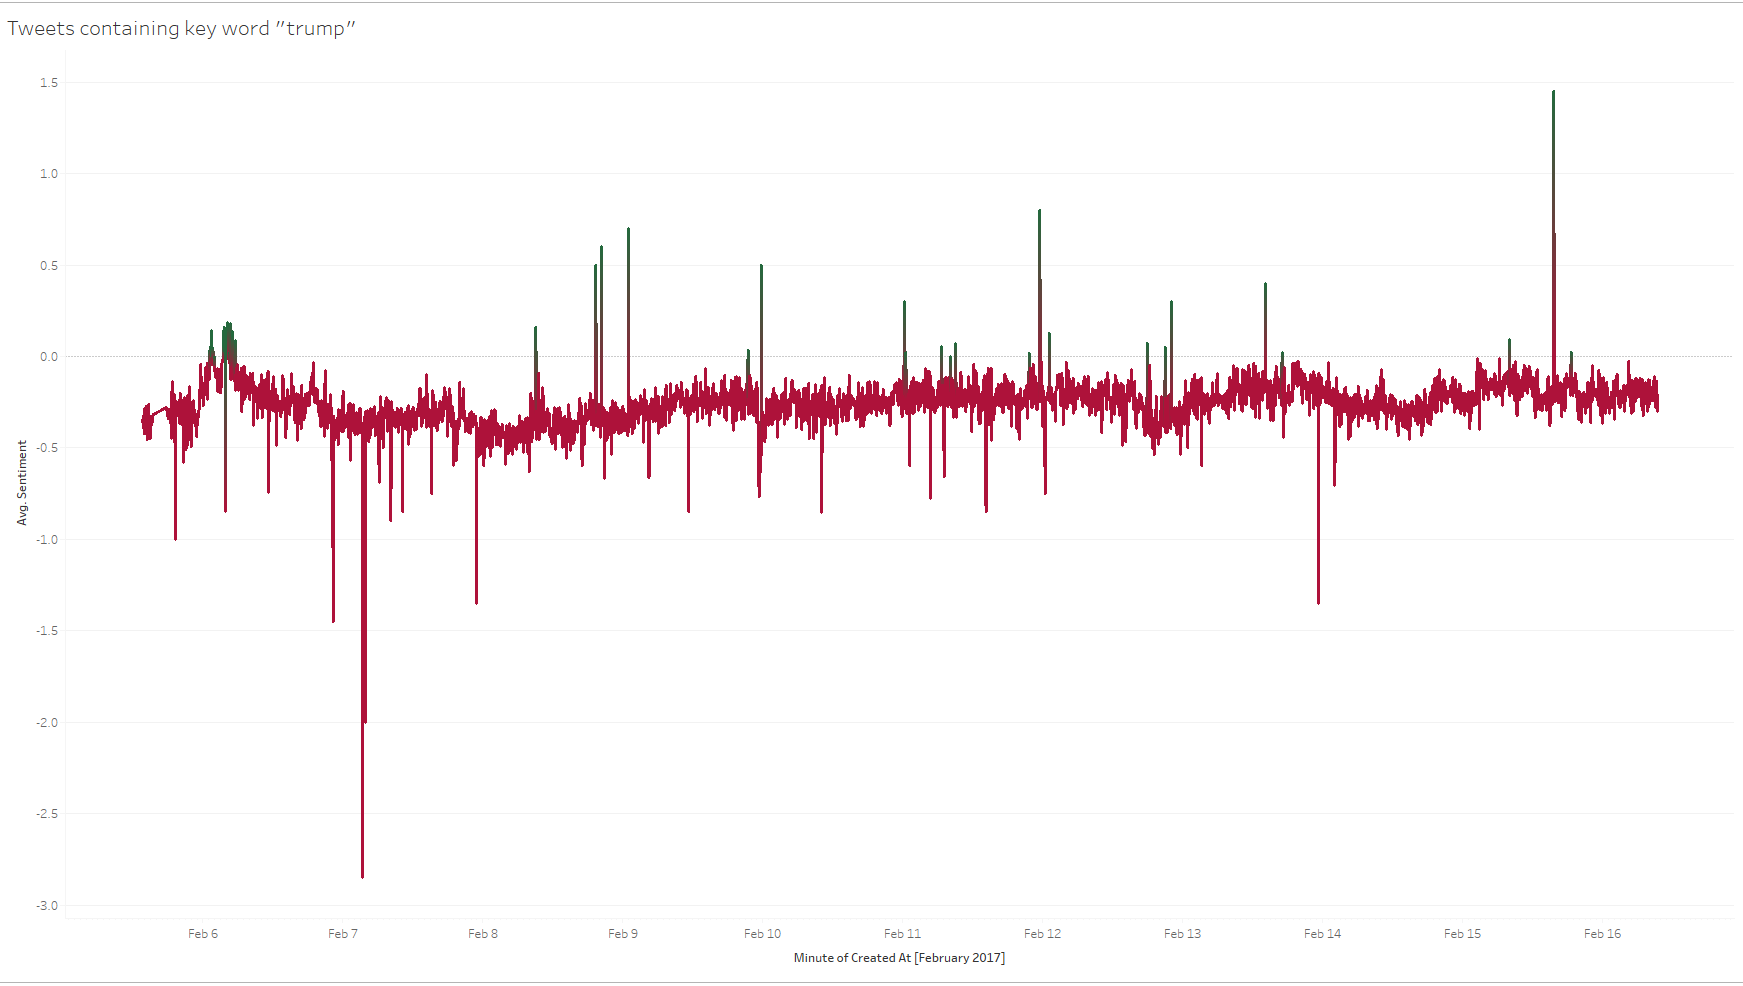 Tweets containing key word "trump"
1.5
1.0
0.5
0.0
-0.5
-1.0
-1.5
-2.0
-2.5
-3.0
Avg. Sentiment
Feb 6 Feb 7 Feb 8 Feb 9 Feb 10 Feb 11 Feb 12 Feb 13 Feb 14 Feb 15 Feb 16
Minute of Created At [February 2017]